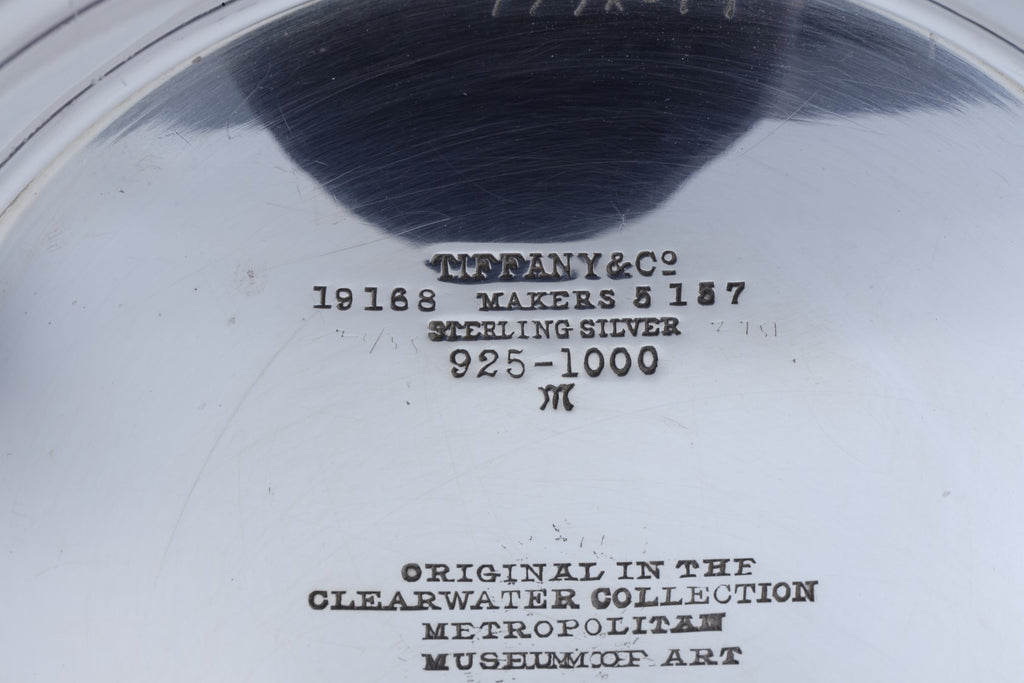 TIFFANY & Cº
19168 MAKERS 5157
STERLING SILVER
925-1000
M
ORIGINAL IN THE
CLEARWATER COLLECTION
METROPOLITAN
MUSEUM OF ART